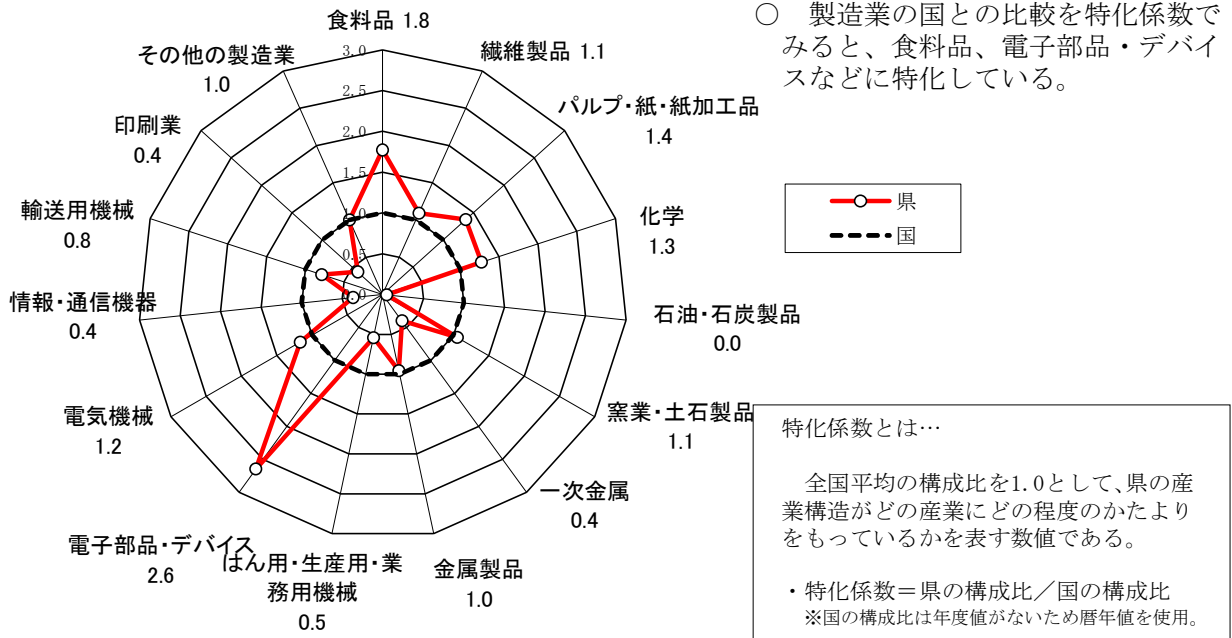 食料品 1.8
繊維製品 1.1
パルプ・紙・紙加工品
1.4
化学
1.3
石油・石炭製品
0.0
窯業・土石製品
1.1
一次金属
0.4
金属製品
1.0
はん用・生産用・業
務用機械
0.5
電子部品・デバイス
2.6
電気機械
1.2
情報・通信機器
0.4
輸送用機械
0.8
印刷業
0.4
その他の製造業
1.0
3.0
2.5
2.0
1.5
1.0
0.5
0.0
○ 製造業の国との比較を特化係数で
みると、食料品、電子部品・デバイ
スなどに特化している。
県
国
特化係数とは…
全国平均の構成比を1.0として、県の産
業構造がどの産業にどの程度のかたより
をもっているかを表す数値である。
・特化係数＝県の構成比／国の構成比
※国の構成比は年度値がないため暦年値を使用。